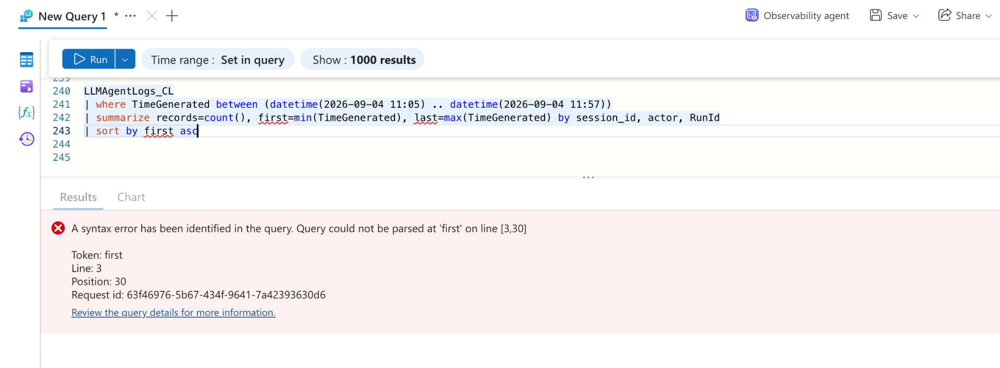 New Query 1 * ...
Observability agent
Save
Share
Run
Time range : Set in query
Show : 1000 results
239
240 LLMAgentLogs_CL
241 | where TimeGenerated between (datetime(2026-09-04 11:05) .. datetime(2026-09-04 11:57))
242 | summarize records=count(), first=min(TimeGenerated), last=max(TimeGenerated) by session_id, actor, RunId
243 | sort by first asc
244
245
...
Results
Chart
A syntax error has been identified in the query. Query could not be parsed at 'first' on line [3,30]
Token: first
Line: 3
Position: 30
Request id: 63f46976-5b67-434f-9641-7a42393630d6
Review the query details for more information.